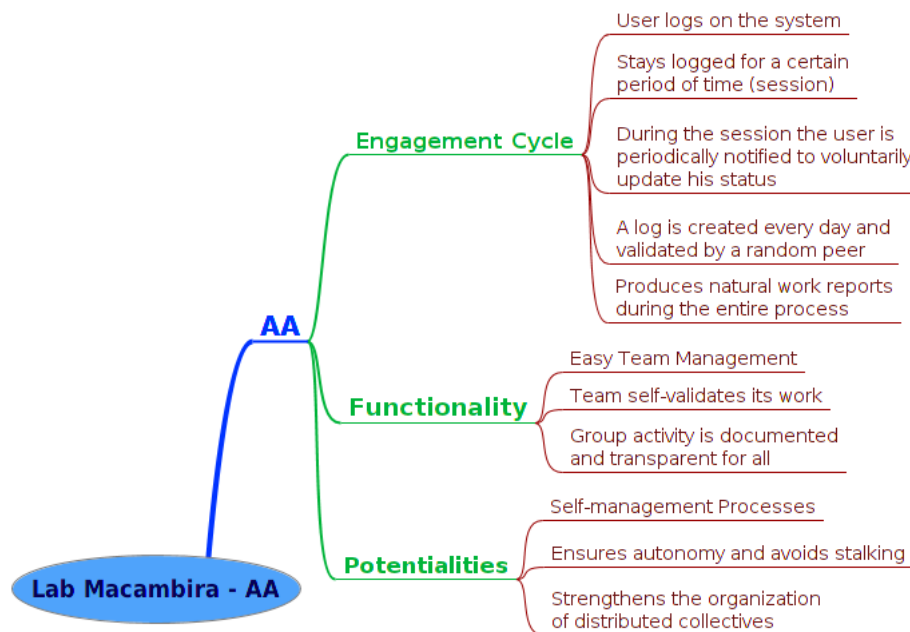 User logs on the system
Stays logged for a certain
period of time (session)
Engagement Cycle
During the session the user is
periodically notified to voluntarily
update his status
A log is created every day and
validated by a random peer
Produces natural work reports
during the entire process
AA
Easy Team Management
Functionality
Team self-validates its work
Group activity is documented
and transparent for all
Self-management Processes
Potentialities
Ensures autonomy and avoids stalking
Strengthens the organization
of distributed collectives
Lab Macambira - AA